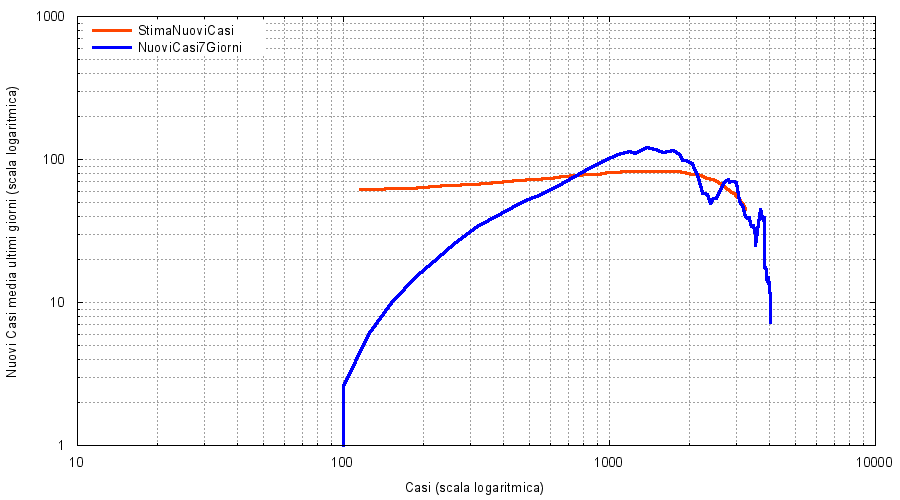 1000
StimaNuoviCasi
NuoviCasi7Giorni
100
10
1
10
100
1000
10000
Nuovi Casi media ultimi giorni (scala logaritmica)
Casi (scala logaritmica)